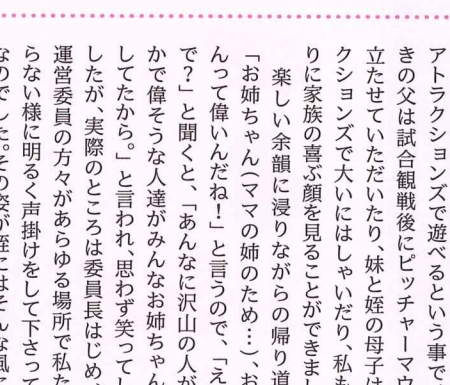 アトラクションズで遊べるという事で
きの父は試合観戦後にピッチャーマ
立たせていただいたり、妹と姪の母子
クションズで大いにはしゃいだり、私も
りに家族の喜ぶ顔を見ることができまし
楽しい余韻に浸りながらの帰り道
「お姉ちゃん(ママの姉のため…)、お
んって偉いんだね！」と言うので、「え
で？」と聞くと、「あんなに沢山の人が
かで偉そうな人達がみんなお姉ちゃん
してたから。」と言われ、思わず笑ってし
したが、実際のところは委員長はじめ、
運営委員の方々があらゆる場所で私た
らない様に明るく声掛けをして下さって
なのでした。その姿が姪にはそんな風